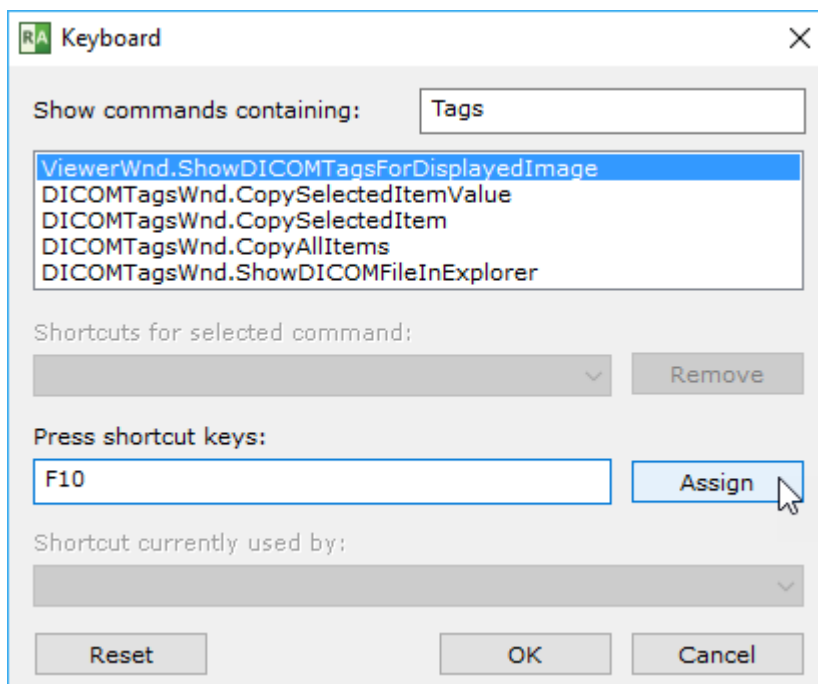 RA Keyboard
Show commands containing: Tags
ViewerWnd.ShowDICOMTagsForDisplayedImage
DICOMTagsWnd.CopySelectedItemValue
DICOMTagsWnd.CopySelectedItem
DICOMTagsWnd.CopyAllItems
DICOMTagsWnd.ShowDICOMFileInExplorer
Shortcuts for selected command:
Remove
Press shortcut keys:
F10 Assign
Shortcut currently used by:
Reset OK Cancel